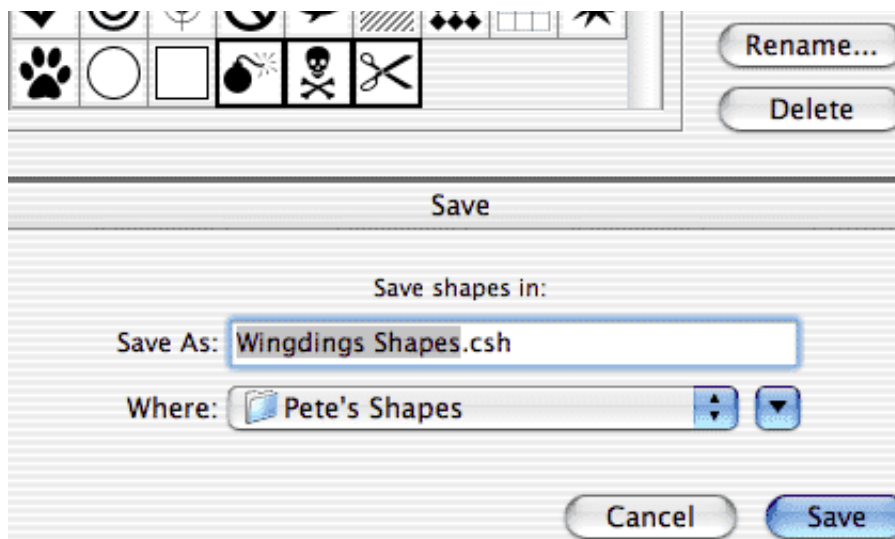 Rename...
Delete
Save
Save shapes in:
Save As: Wingdings Shapes.csh
Where: Pete's Shapes
Cancel Save